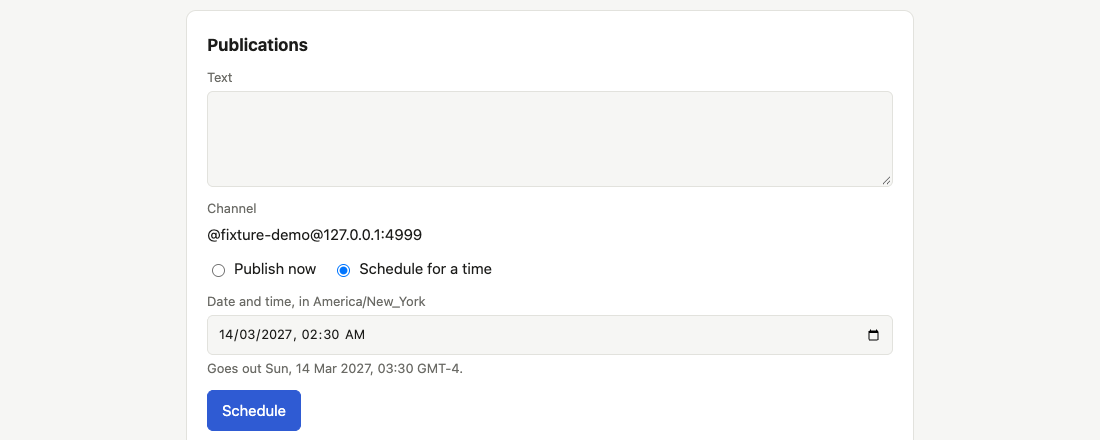 Publications
Text
Channel
@fixture-demo@127.0.0.1:4999
Publish now Schedule for a time
Date and time, in America/New_York
14/03/2027, 02:30 AM
Goes out Sun, 14 Mar 2027, 03:30 GMT-4.
Schedule